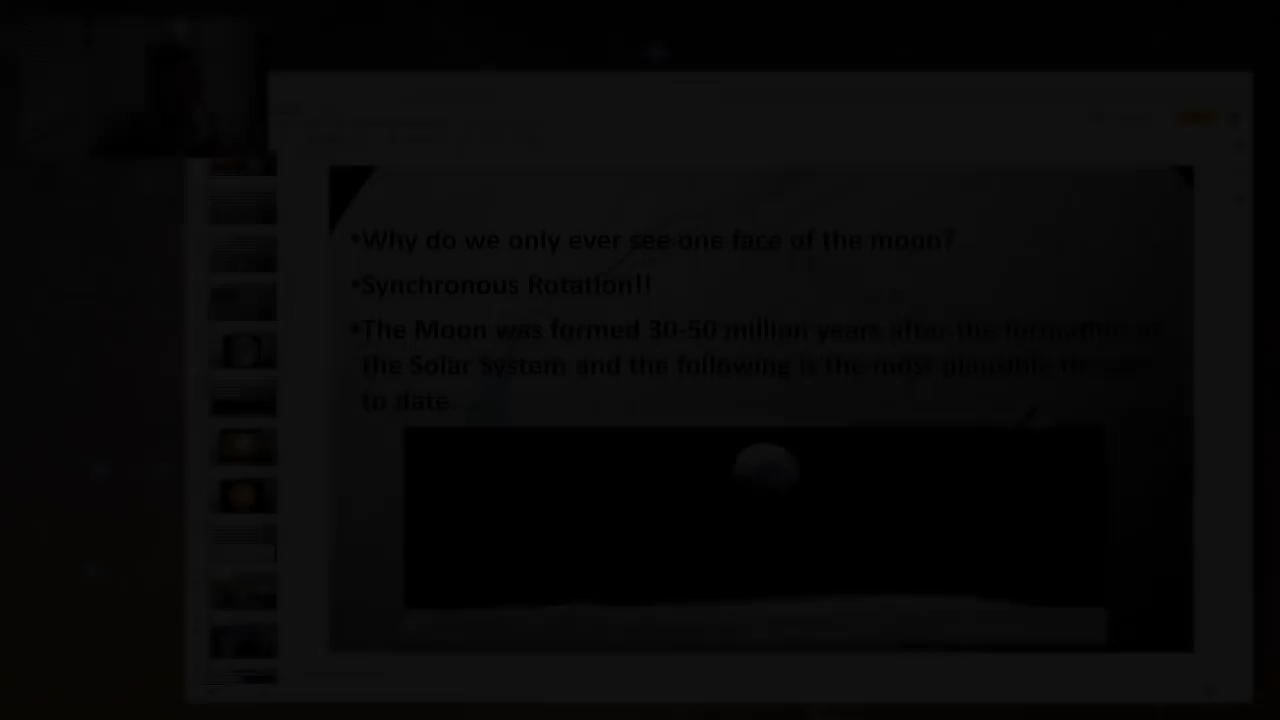 •Why do we only ever see one face of the moon?
•Synchronous Rotation!!
•The Moon was formed 30-50 million years after the formation of
the Solar System and the following is the most plausible
to date